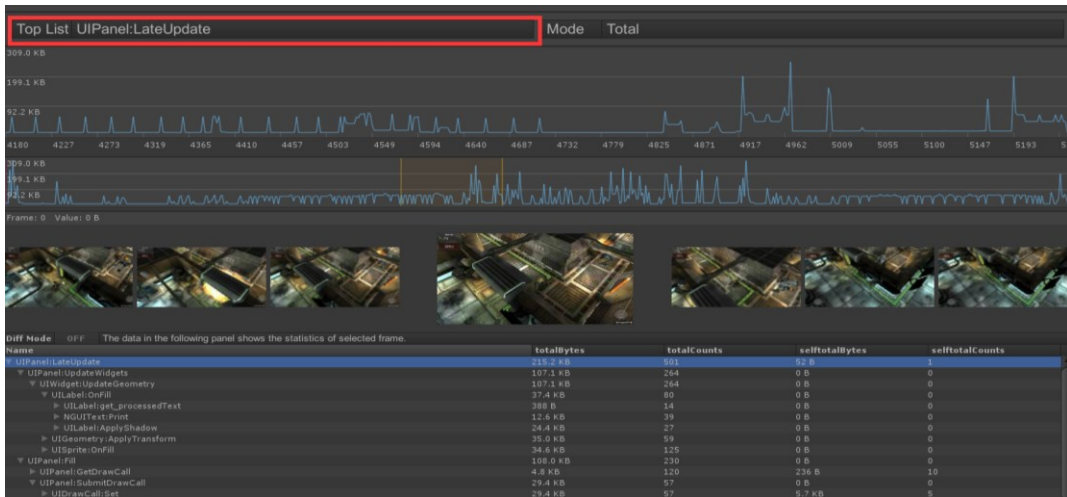 Top List UIPanel:LateUpdate Mode Total
309.0 KB
199.1 KB
92.2 KB
4180 4227 4273 4319 4365 4410 4457 4503 4549 4594 4640 4687 4732 4779 4825 4871 4917 4962 5009 5055 5100 5147 5193 5
309.0 KB
199.1 KB
92.2 KB
Frame: 0 Value: 0 B
Diff Mode OFF The data in the following panel shows the statistics of selected frame.
Name totalBytes totalCounts selftotalBytes selftotalCounts
UIPanel:LateUpdate 215.2 KB 501 52 B 1
UIPanel:UpdateWidgets 107.1 KB 264 0 B 0
UIWidget:UpdateGeometry 107.1 KB 264 0 B 0
UILabel:OnFill 37.4 KB 80 0 B 0
UILabel:get_processedText 388 B 14 0 B 0
NGUIText:Print 12.6 KB 39 0 B 0
UILabel:ApplyShadow 24.4 KB 27 0 B 0
UIGeometry:ApplyTransform 35.0 KB 59 0 B 0
UISprite:OnFill 34.6 KB 125 0 B 0
UIPanel:Fill 108.0 KB 230 0 B 0
UIPanel:GetDrawCall 4.8 KB 120 236 B 10
UIPanel:SubmitDrawCall 29.4 KB 57 0 B 0
UIDrawCall:Set 29.4 KB 57 5.7 KB 5